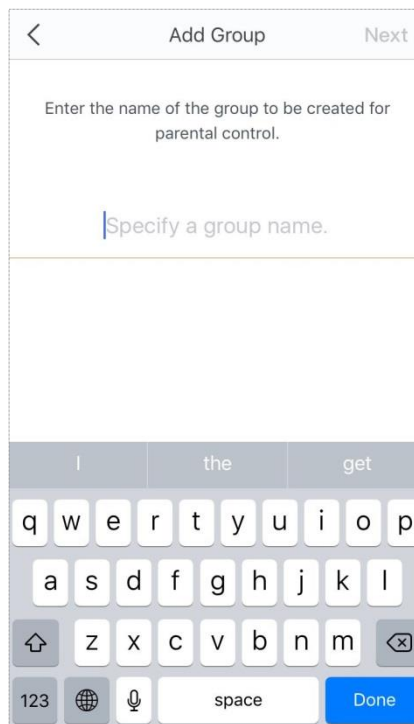 Add Group Next
Enter the name of the group to be created for
parental control.
Specify a group name.
I the get
q w e r t y u i o p
a s d f g h j k l
z x c v b n m
123 space Done